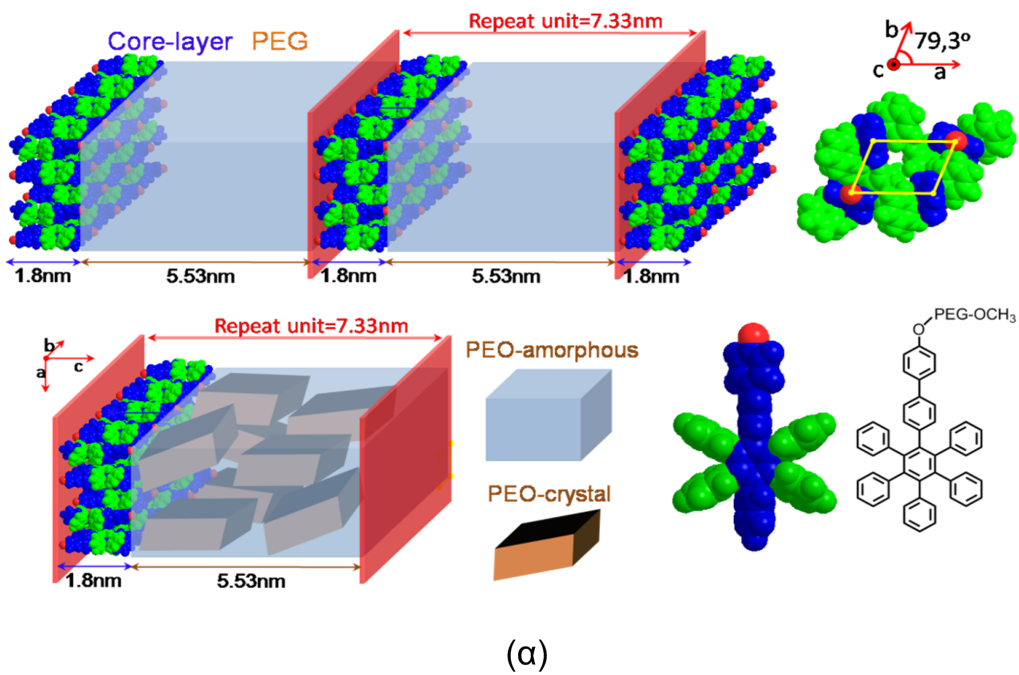 Repeat unit=7.33nm
Core-layer PEG
b
79,3º
c
a
1.8nm
5.53nm
1.8nm
5.53nm
1.8nm
Repeat unit=7.33nm
b
a
c
PEO-amorphous
PEO-crystal
1.8nm
5.53nm
PEG-OCH3
O
(α)